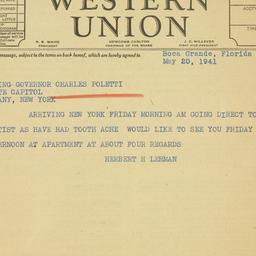 WESTERN
UNION
R. B. WHITE
PRESIDENT
NEWCOMB CARLTON
CHAIRMAN OF THE BOARD
J. C. WILLEVER
FIRST VICE-PRESIDENT
message, subject to the terms on back hereof, which are hereby agreed to
Boca Grande, Florida
May 20, 1941
ING GOVERNOR CHARLES POLETTI
TE CAPITOL
ANY, NEW YORK
ARRIVING NEW YORK FRIDAY MORNING AM GOING DIRECT TO
TIST AS HAVE HAD TOOTH ACHE WOULD LIKE TO SEE YOU FRIDAY
ERNOON AT APARTMENT AT ABOUT FOUR REGARDS
HERBERT H LEHMAN